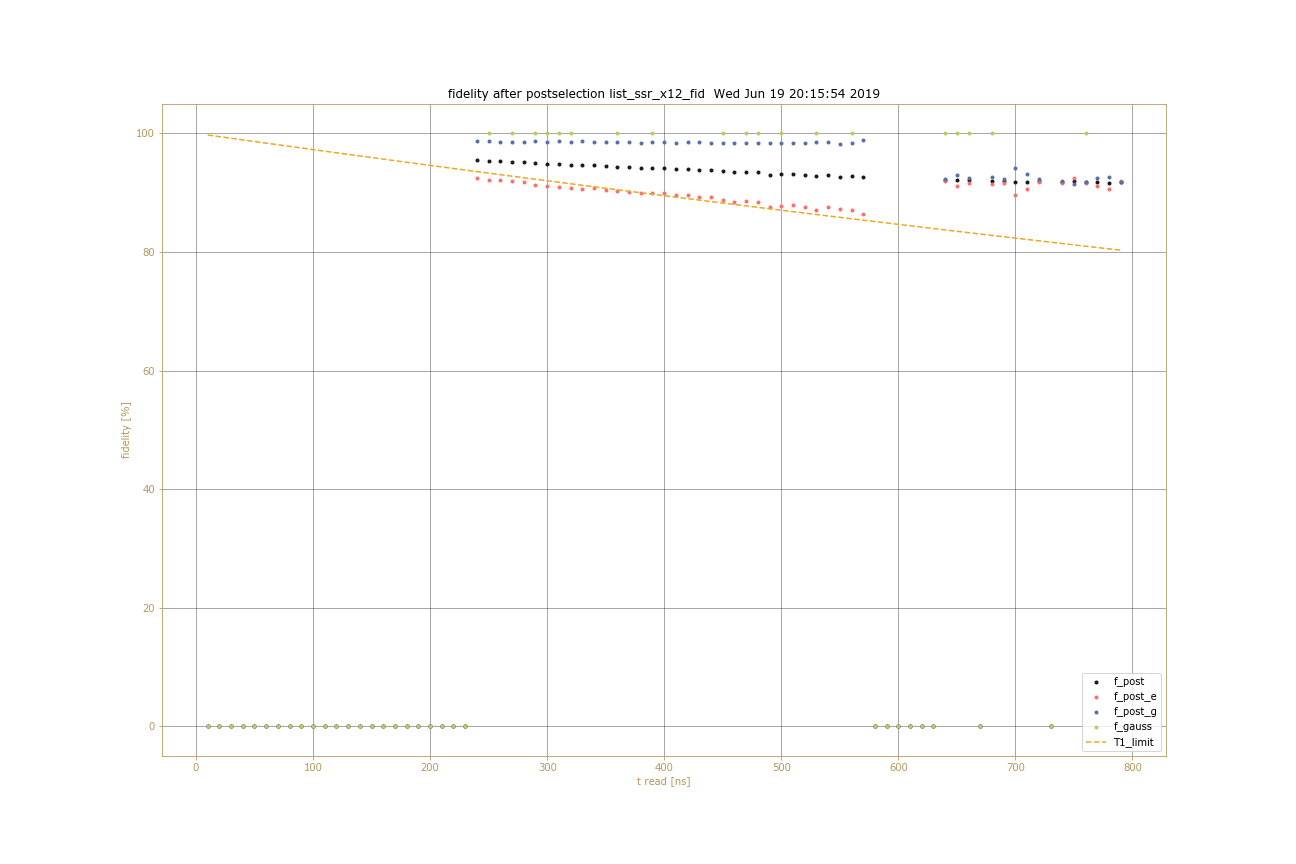 fidelity after postselection list_ssr_x12_fid  Wed Jun 19 20:15:54 2019
100
80
60
40
20
0
fidelity [%]
0 100 200 300 400 500 600 700 800
t read [ns]
f_post
f_post_e
f_post_g
f_gauss
T1_limit